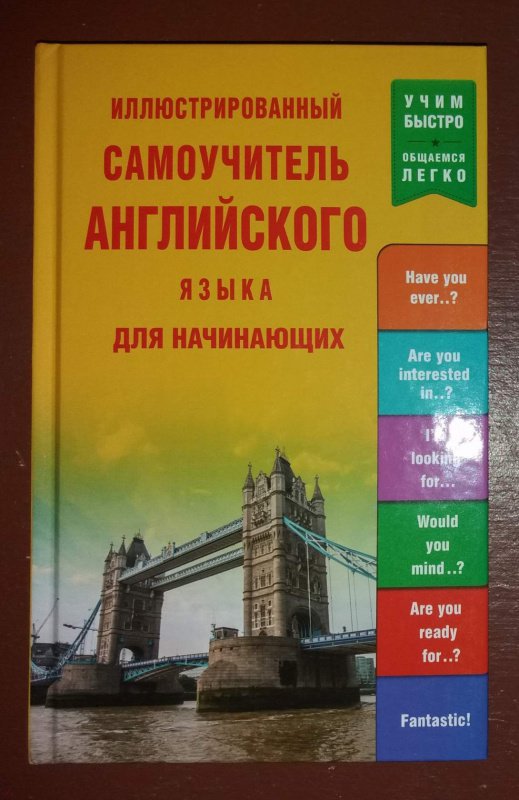 ИЛЛЮСТРИРОВАННЫЙ
САМОУЧИТЕЛЬ
АНГЛИЙСКОГО
ЯЗЫКА
ДЛЯ НАЧИНАЮЩИХ
УЧИМ
БЫСТРО
ОБЩАЕМСЯ
ЛЕГКО
Have you
ever..?
Are you
interested
in..?
I'm
looking
for...
Would
you
mind..?
Are you
ready
for..?
Fantastic!